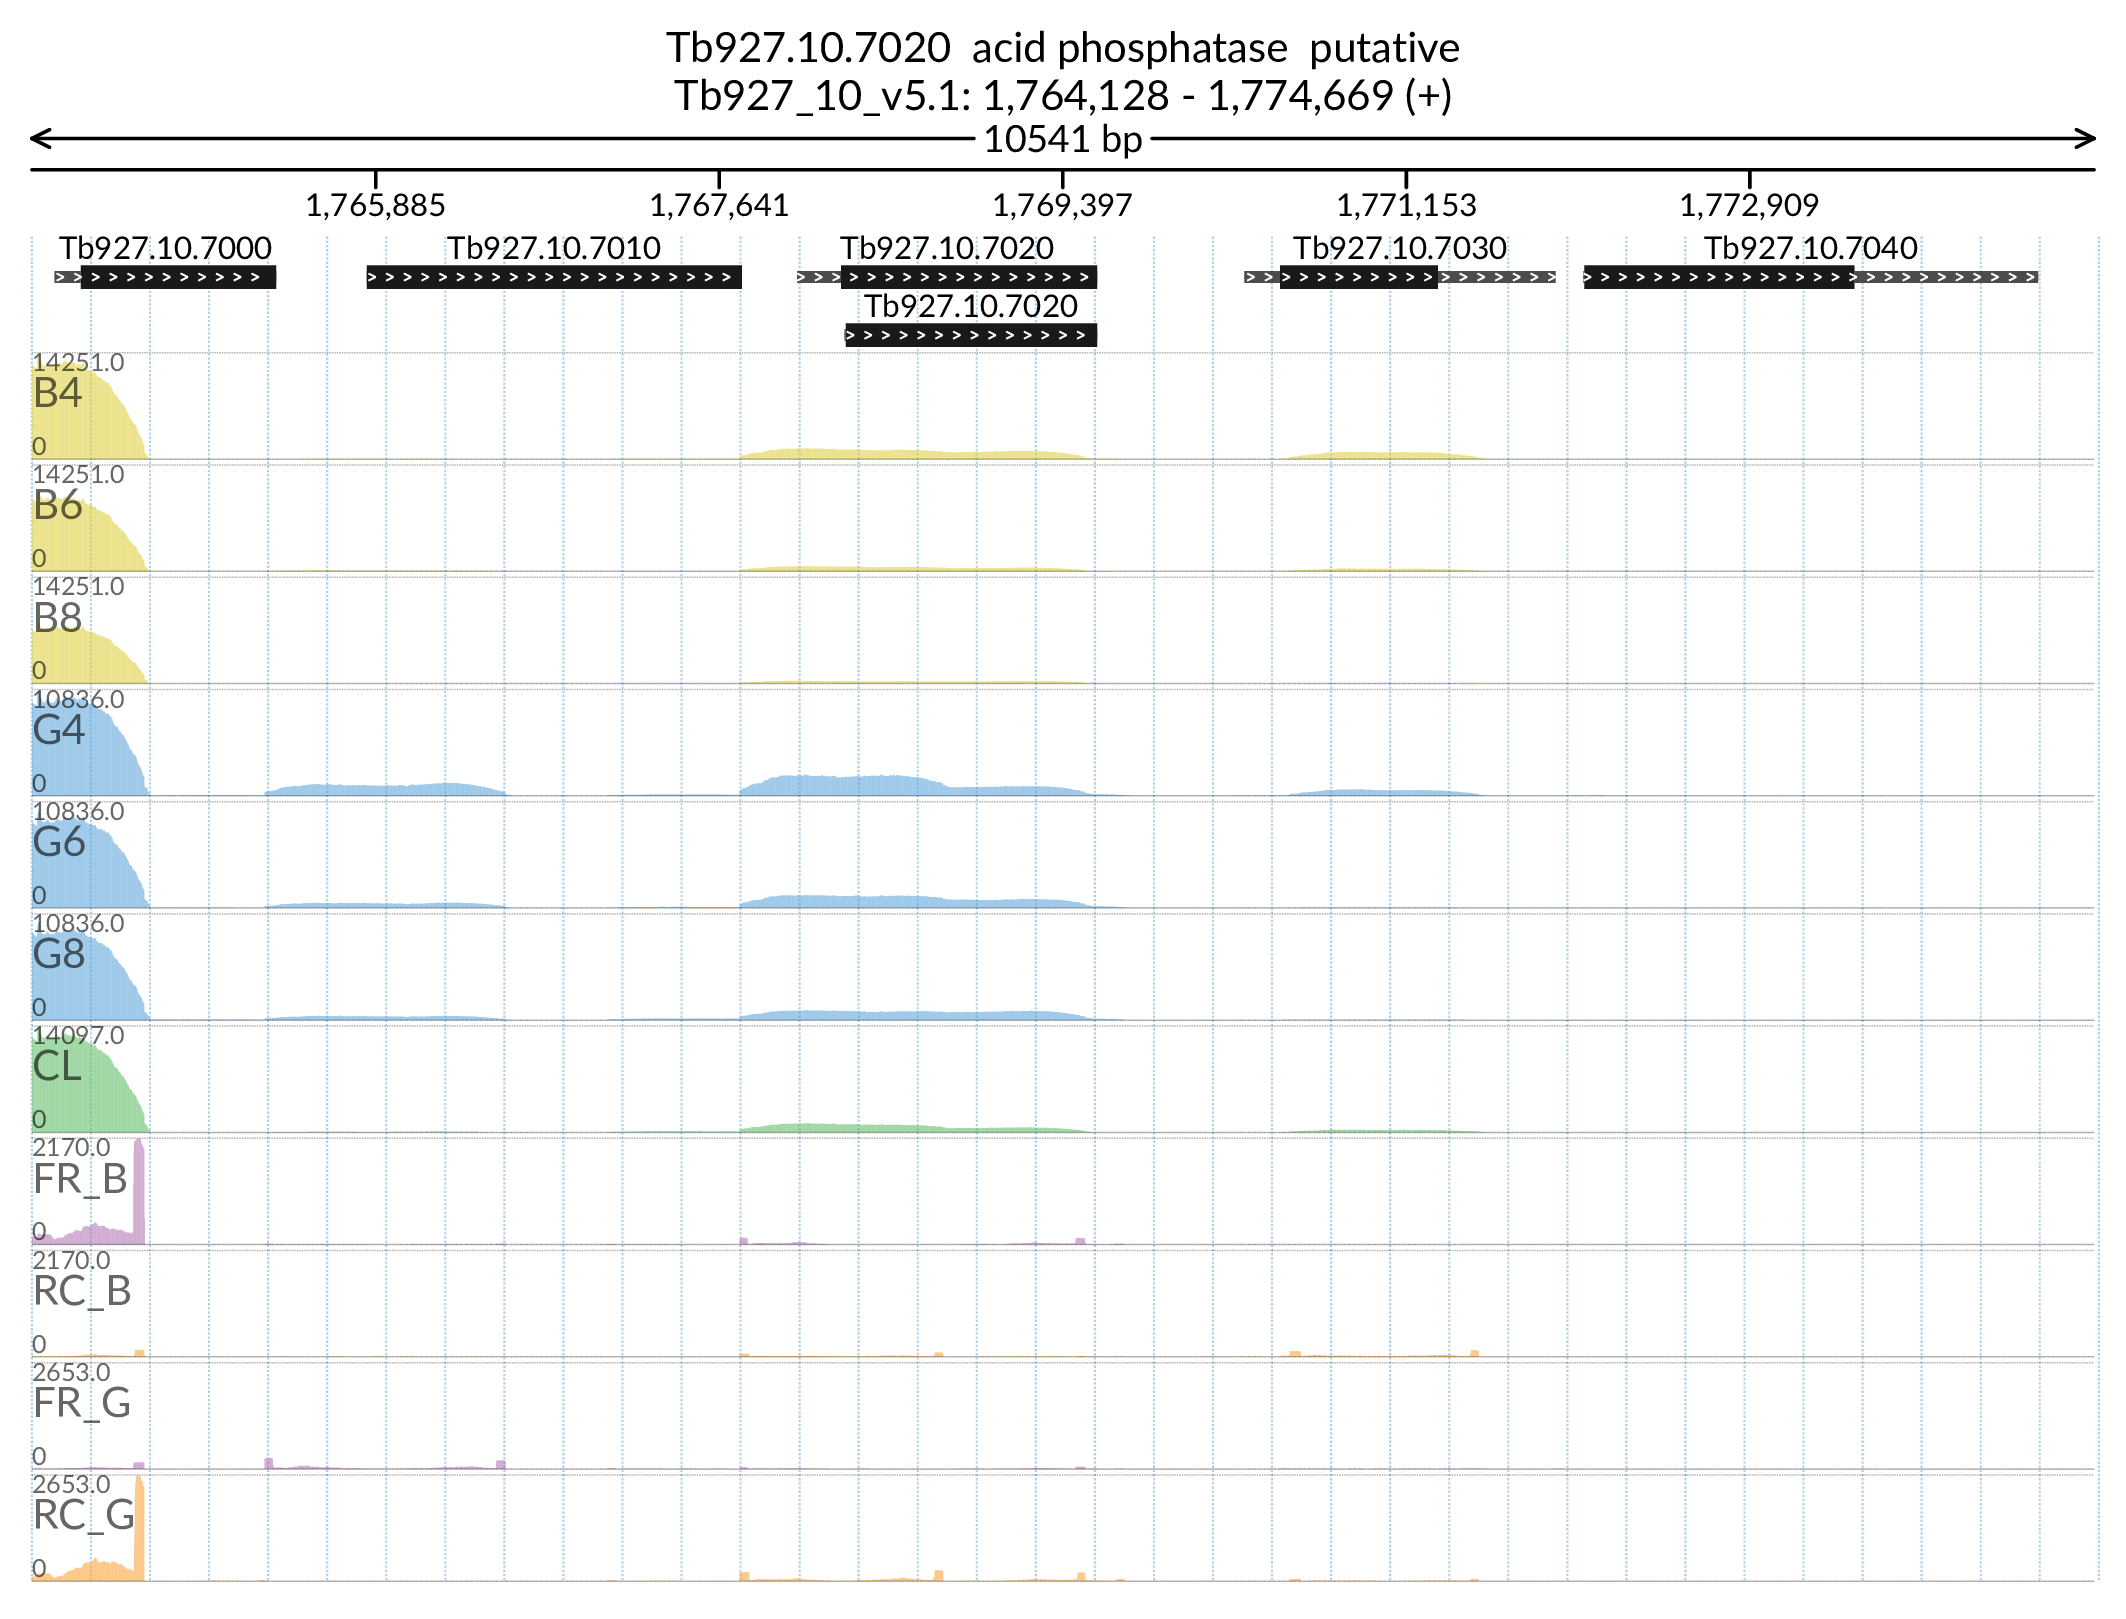 Tb927.10.7020 acid phosphatase putative
Tb927_10_v5.1: 1,764,128 - 1,774,669 (+)
10541 bp
1,765,885 1,767,641 1,769,397 1,771,153 1,772,909
Tb927.10.7000 Tb927.10.7010 Tb927.10.7020 Tb927.10.7030 Tb927.10.7040
Tb927.10.7020
14251.0
B4
0
14251.0
B6
0
14251.0
B8
0
10836.0
G4
0
10836.0
G6
0
10836.0
G8
0
14097.0
CL
0
2170.0
FR_B
0
2170.0
RC_B
0
2653.0
FR_G
0
2653.0
RC_G
0